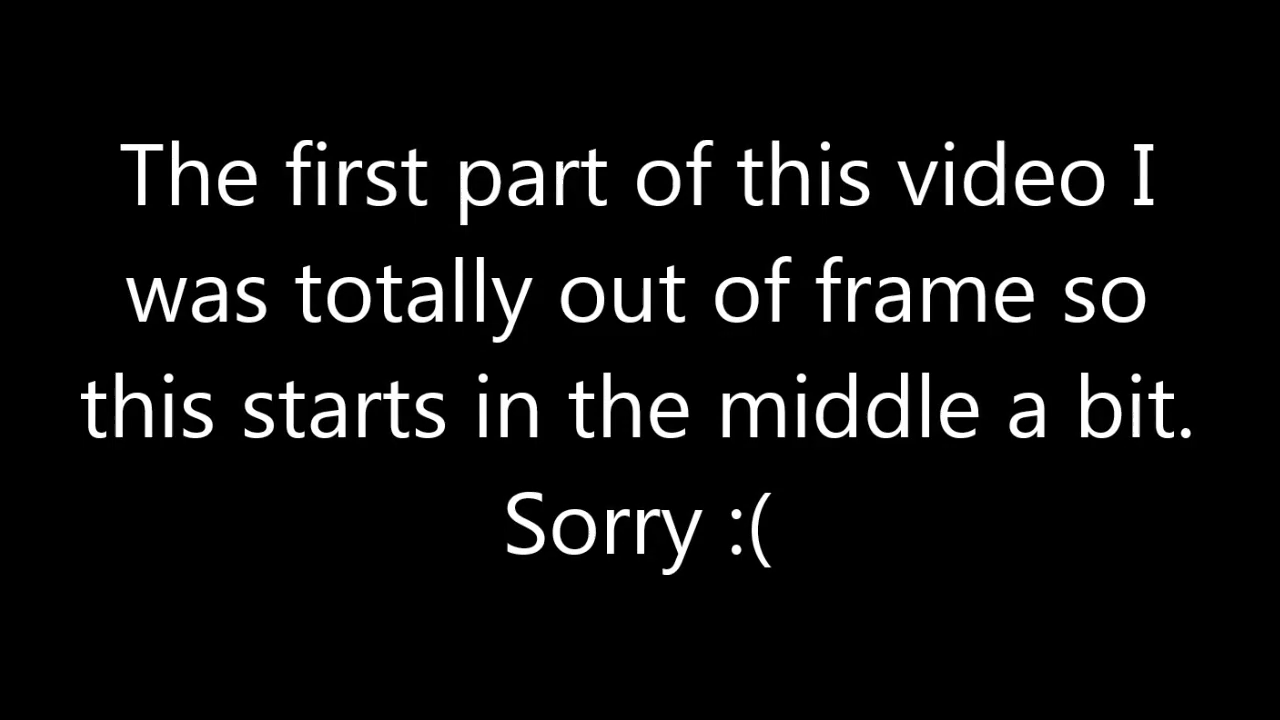 The first part of this video I
was totally out of frame so
this starts in the middle a bit.
Sorry :(